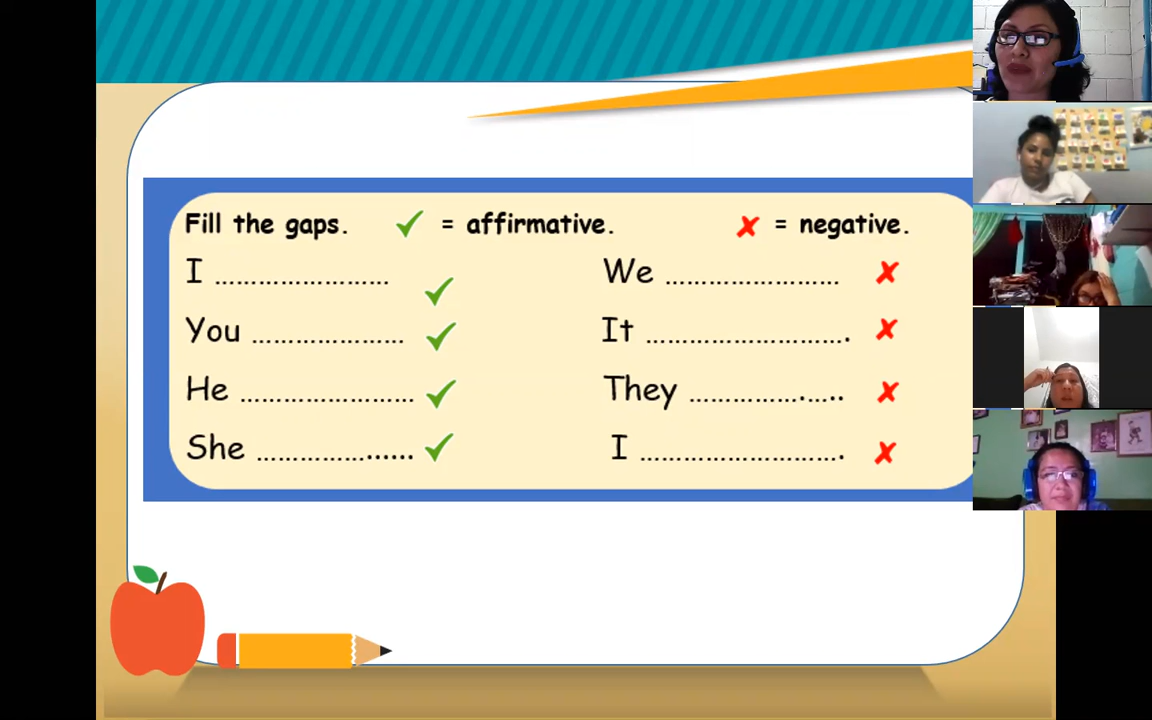 Fill the gaps. ✓ = affirmative. ✗ = negative.
I ........................ ✓ We ........................ ✗
You ..................... ✓ It ............................ ✗
He ........................ ✓ They ..................... ✗
She ..................... ✓ I ............................ ✗